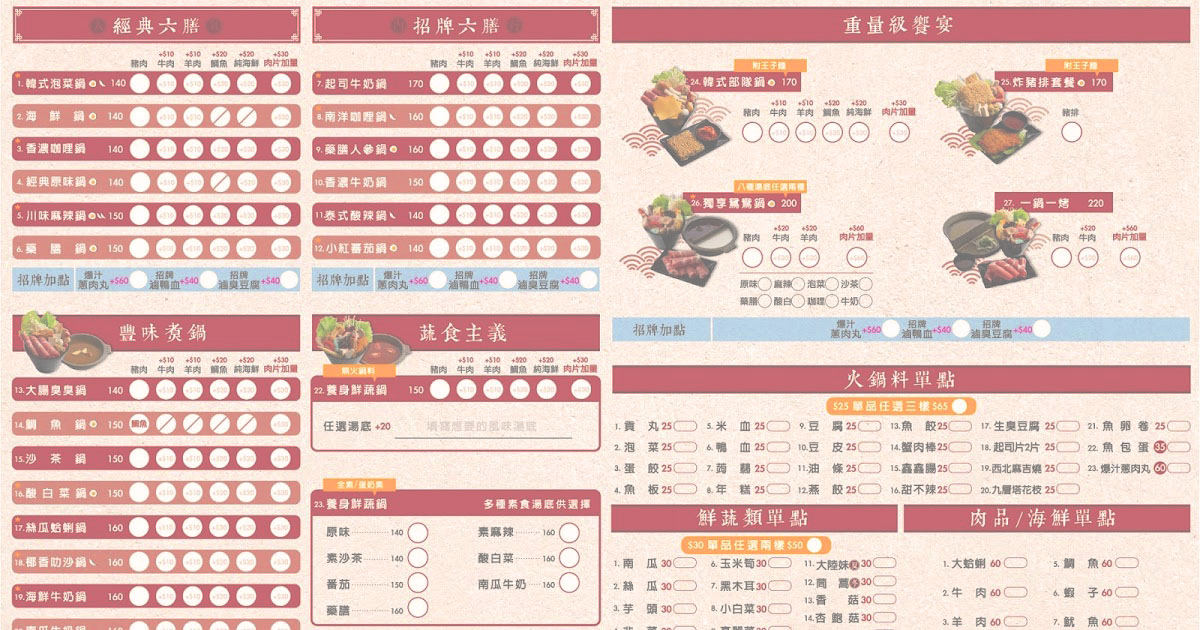 經典六膳
+$10 +$10 +$20 +$20 +$30
豬肉 牛肉 羊肉 鯛魚 純海鮮 肉片加量
1. 韓式泡菜鍋 140
2. 海鮮鍋 140
3. 香濃咖哩鍋 140
4. 經典原味鍋 140
5. 川味麻辣鍋 150
6. 藥膳鍋 150
招牌加點 爆汁蔥肉丸+$60 招牌滷鴨血+$40 招牌滷臭豆腐+$40
招牌六膳
+$10 +$10 +$20 +$20 +$30
豬肉 牛肉 羊肉 鯛魚 純海鮮 肉片加量
7. 起司牛奶鍋 170
8. 南洋咖哩鍋 160
9. 藥膳人參鍋 160
10. 香濃牛奶鍋 150
11. 泰式酸辣鍋 140
12. 小紅蕃茄鍋 140
招牌加點 爆汁蔥肉丸+$60 招牌滷鴨血+$40 招牌滷臭豆腐+$40
豐味煮鍋
+$10 +$10 +$20 +$20 +$30
豬肉 牛肉 羊肉 鯛魚 純海鮮 肉片加量
13. 大腸臭臭鍋 140
14. 鯛魚鍋 150 鯛魚
15. 沙茶鍋 150
16. 酸白菜鍋 150
17. 絲瓜蛤蜊鍋 160
18. 椰香叻沙鍋 160
19. 海鮮牛奶鍋 160
蔬食主義
+$10 +$10 +$20 +$20 +$30
豬肉 牛肉 羊肉 鯛魚 純海鮮 肉片加量
無火鍋料
22. 養身鮮蔬鍋 150
任選湯底 +20 填寫想要的風味湯底
全素/蛋奶素
23. 養身鮮蔬鍋 多種素食湯底供選擇
原味 140 素麻辣 160
素沙茶 140 酸白菜 160
番茄 150 南瓜牛奶 160
藥膳 160
重量級饗宴
附王子麵
24. 韓式部隊鍋 170
+$10 +$10 +$20 +$20 +$30
豬肉 牛肉 羊肉 鯛魚 純海鮮 肉片加量
附王子麵
25. 炸豬排套餐 170
豬排
八種湯底任選兩種
26. 獨享鴛鴦鍋 200
+$20 +$20 +$60
豬肉 牛肉 羊肉 肉片加量
原味 麻辣 泡菜 沙茶
藥膳 酸白 咖哩 牛奶
27. 一鍋一烤 220
+$20 +$60
豬肉 牛肉 肉片加量
招牌加點 爆汁蔥肉丸+$60 招牌滷鴨血+$40 招牌滷臭豆腐+$40
火鍋料單點
$25 單品任選三樣 $65
1. 貢丸 25 5. 米血 25 9. 豆腐 25 13. 魚餃 25 17. 生臭豆腐 25 21. 魚卵卷 25
2. 泡菜 25 6. 芋餃 25 10. 豆皮 25 14. 蟹肉棒 25 18. 起司片2片 25 22. 魚包蛋 35
3. 蛋餃 25 7. 蒟蒻 25 11. 油條 25 15. 鑫鑫腸 25 19. 西北麻吉燒 25 23. 爆汁蔥肉丸 60
4. 魚板 25 8. 年糕 25 12. 燕餃 25 16. 甜不辣 25 20. 九層塔花枝 25
鮮蔬類單點
$30 單品任選兩樣 $50
1. 南瓜 30 6. 玉米筍 30 11. 大陸妹 30
2. 絲瓜 30 7. 黑木耳 30 12. 茼蒿 30
3. 芋頭 30 8. 小白菜 30 13. 香菇 30
14. 杏鮑菇 30
肉品/海鮮單點
1. 大蛤蜊 60 5. 鯛魚 60
2. 牛肉 60 6. 蝦子 60
3. 羊肉 60 7. 魷魚 60